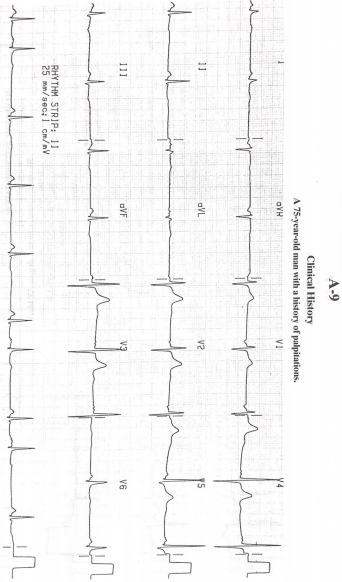 A-9
Clinical History
A 75-year-old man with a history of palpitations.
I aVR V1 V4
II aVL V2 V5
III aVF V3 V6
RHYTHM STRIP: II
25 mm/sec; 1 cm/mV